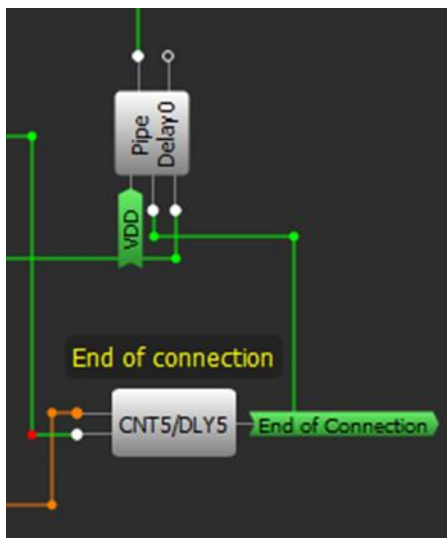 Pipe
Delay0
VDD
End of connection
CNT5/DLY5
End of Connection